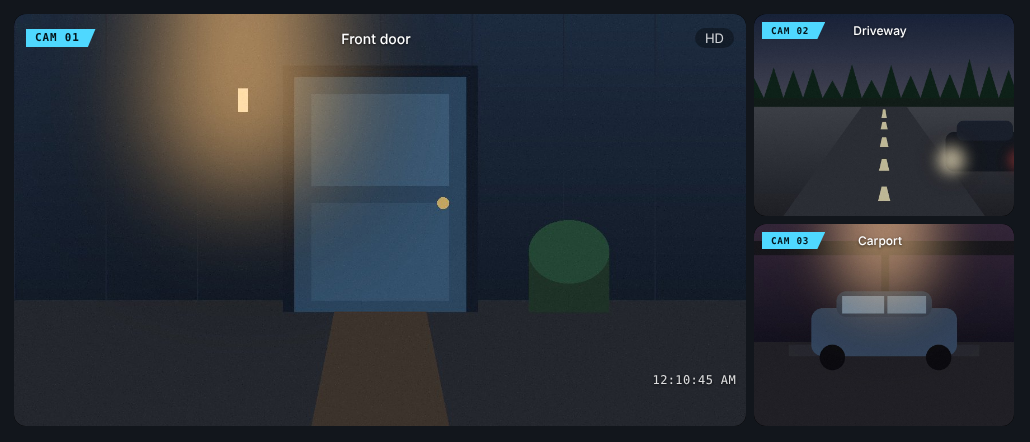 CAM 01
Front door
HD
12:10:45 AM
CAM 02
Driveway
CAM 03
Carport